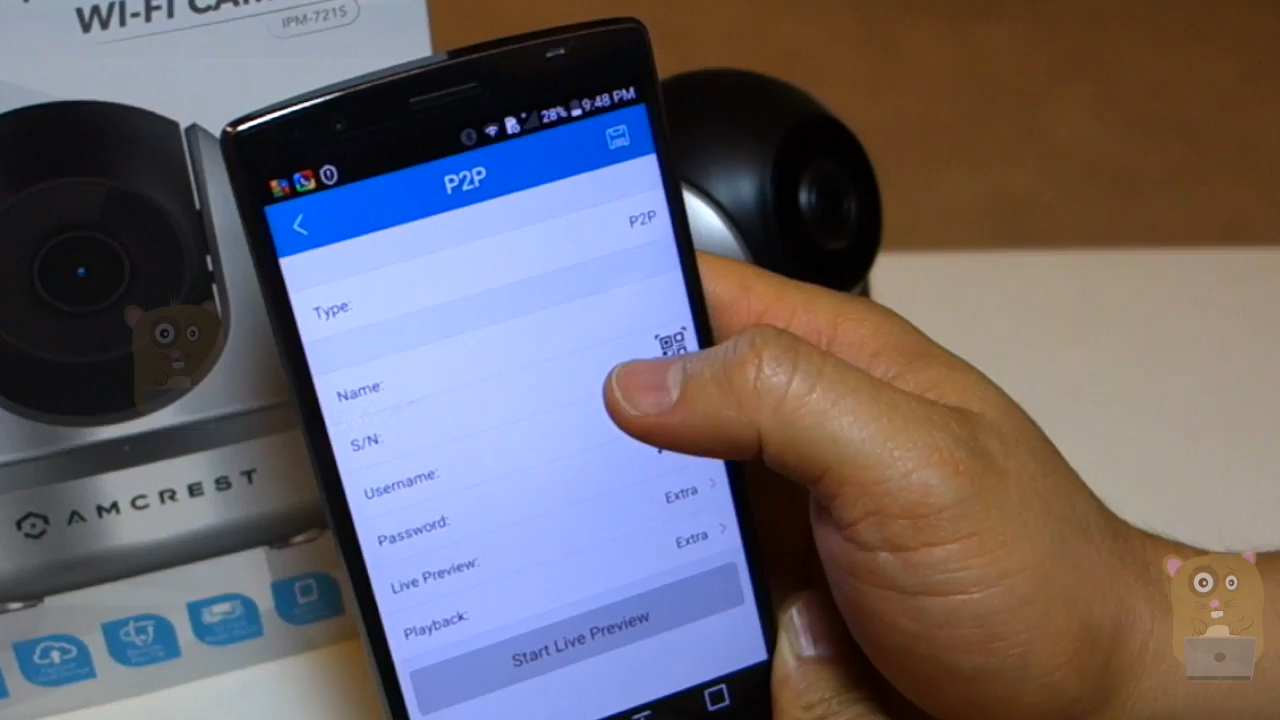 WI-FI CAM
IPM-721S
28%
9:48 PM
P2P
P2P
Type:
Name:
S/N:
Username:
Password:
Extra
Live Preview:
Extra
Playback:
Start Live Preview
AMCREST